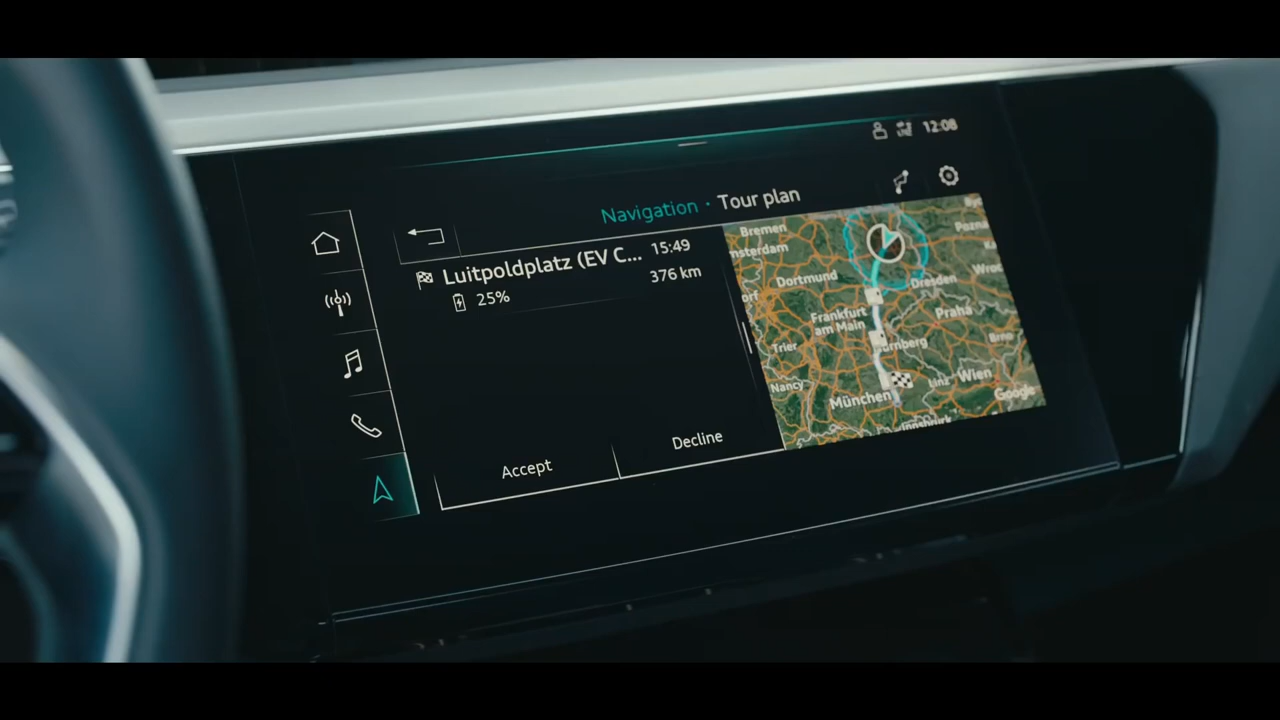 12:08
Navigation · Tour plan
Luitpoldplatz (EV C... 15:49
25% 376 km
Accept
Decline
Bremen
Dortmund
Dresden
Frankfurt
am Main
Praha
Trier
Nancy
Linz
Wien
München
Google